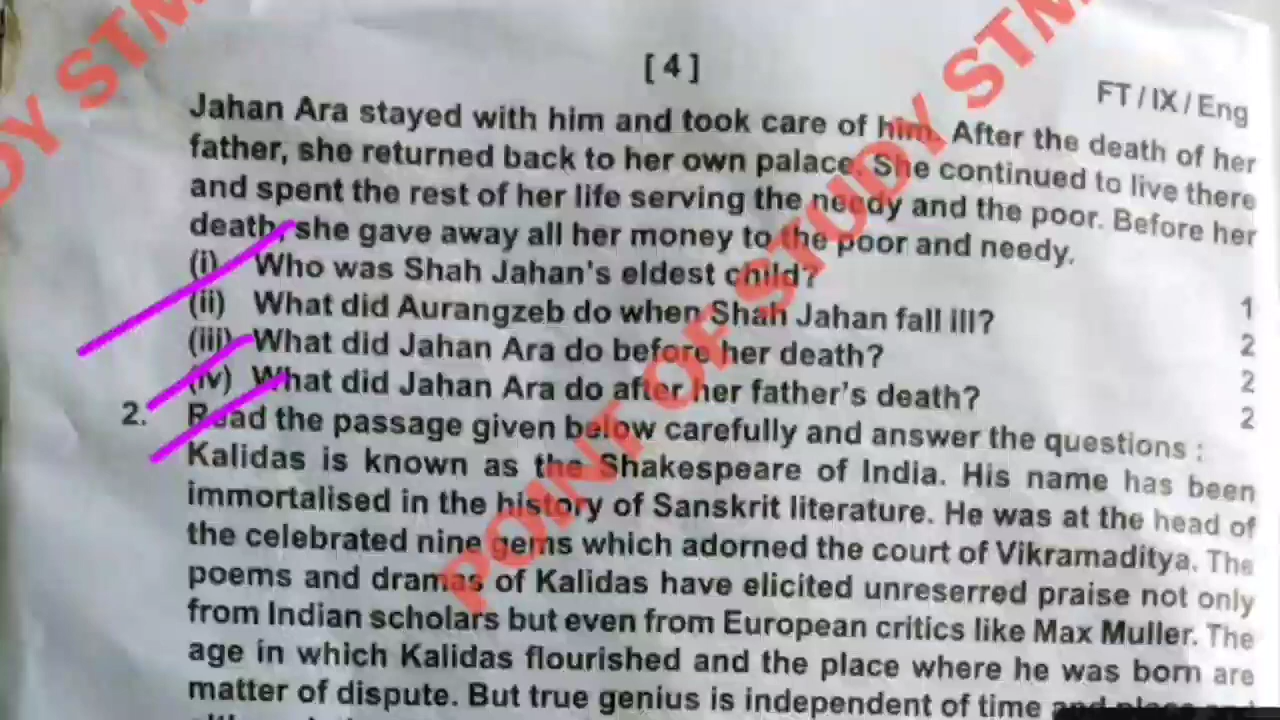 [4]
FT/IX/Eng
Jahan Ara stayed with him and took care of him. After the death of her
father, she returned back to her own palace. She continued to live there
and spent the rest of her life serving the needy and the poor. Before her
death, she gave away all her money to the poor and needy.
(i) Who was Shah Jahan's eldest child? 1
(ii) What did Aurangzeb do when Shah Jahan fall ill? 2
(iii) What did Jahan Ara do before her death? 2
(iv) What did Jahan Ara do after her father's death? 2
2. Read the passage given below carefully and answer the questions :
Kalidas is known as the Shakespeare of India. His name has been
immortalised in the history of Sanskrit literature. He was at the head of
the celebrated nine gems which adorned the court of Vikramaditya. The
poems and dramas of Kalidas have elicited unreserved praise not only
from Indian scholars but even from European critics like Max Muller. The
age in which Kalidas flourished and the place where he was born are
matter of dispute. But true genius is independent of time and place
POINT OF STUDY STM